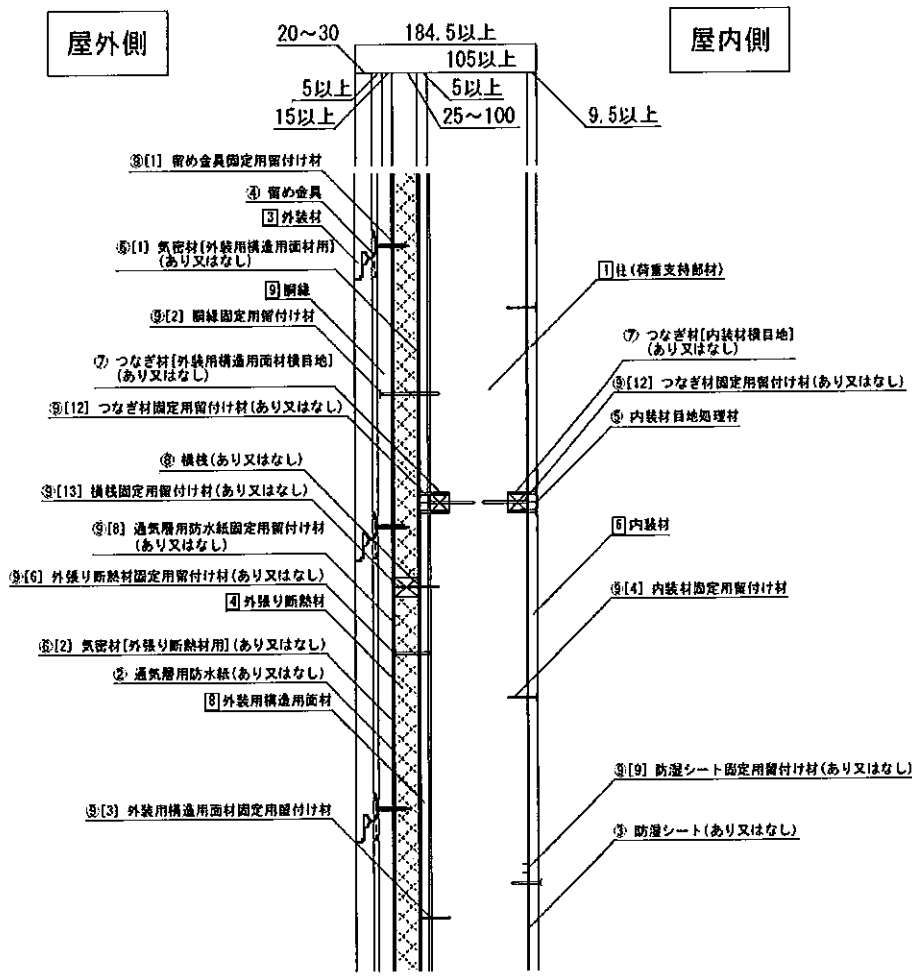 屋外側
屋内側
184.5以上
20～30
105以上
5以上
5以上
15以上
25～100
9.5以上
⑨[1] 留め金具固定用留付け材
④ 留め金具
3 外装材
⑥[1] 気密材[外装用構造用面材用]
(あり又はなし)
9 胴縁
⑨[2] 胴縁固定用留付け材
⑦ つなぎ材[外装用構造用面材横目地]
(あり又はなし)
⑨[12] つなぎ材固定用留付け材(あり又はなし)
⑧ 横桟(あり又はなし)
⑨[13] 横桟固定用留付け材(あり又はなし)
⑨[8] 通気層用防水紙固定用留付け材
(あり又はなし)
⑨[6] 外張り断熱材固定用留付け材(あり又はなし)
4 外張り断熱材
⑥[2] 気密材[外張り断熱材用](あり又はなし)
② 通気層用防水紙(あり又はなし)
8 外装用構造用面材
⑨[3] 外装用構造用面材固定用留付け材
1 柱(荷重支持部材)
⑦ つなぎ材[内装材横目地]
(あり又はなし)
⑨[12] つなぎ材固定用留付け材(あり又はなし)
⑤ 内装材目地処理材
6 内装材
⑨[4] 内装材固定用留付け材
⑨[9] 防湿シート固定用留付け材(あり又はなし)
③ 防湿シート(あり又はなし)